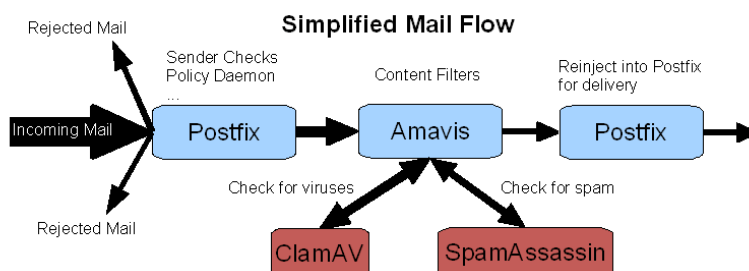 Simplified Mail Flow
Rejected Mail
Sender Checks
Policy Daemon
...
Content Filters
Reinject into Postfix
for delivery
Incoming Mail
Postfix
Amavis
Postfix
Check for viruses
Check for spam
Rejected Mail
ClamAV
SpamAssassin